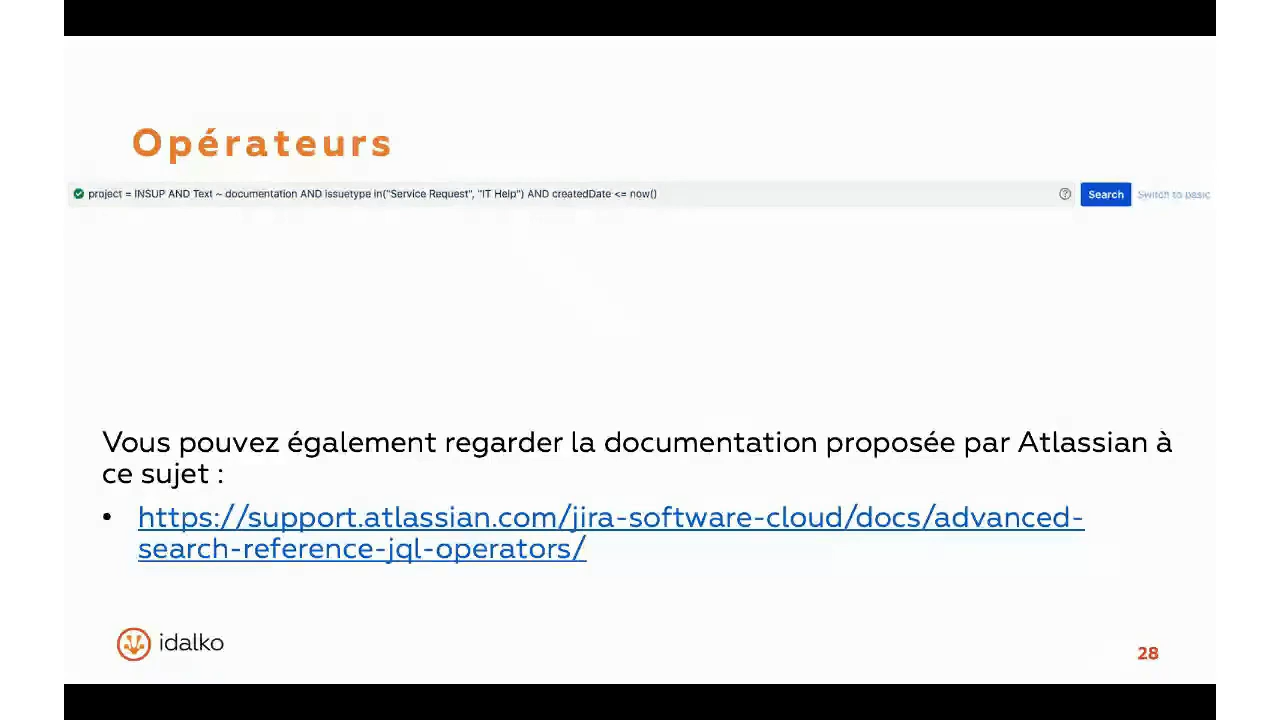 Opérateurs
project = INSUP AND Text ~ documentation AND issuetype in("Service Request", "IT Help") AND createdDate <= now()
Search
Switch to basic
Vous pouvez également regarder la documentation proposée par Atlassian à
ce sujet :
• https://support.atlassian.com/jira-software-cloud/docs/advanced-
search-reference-jql-operators/
idalko
28